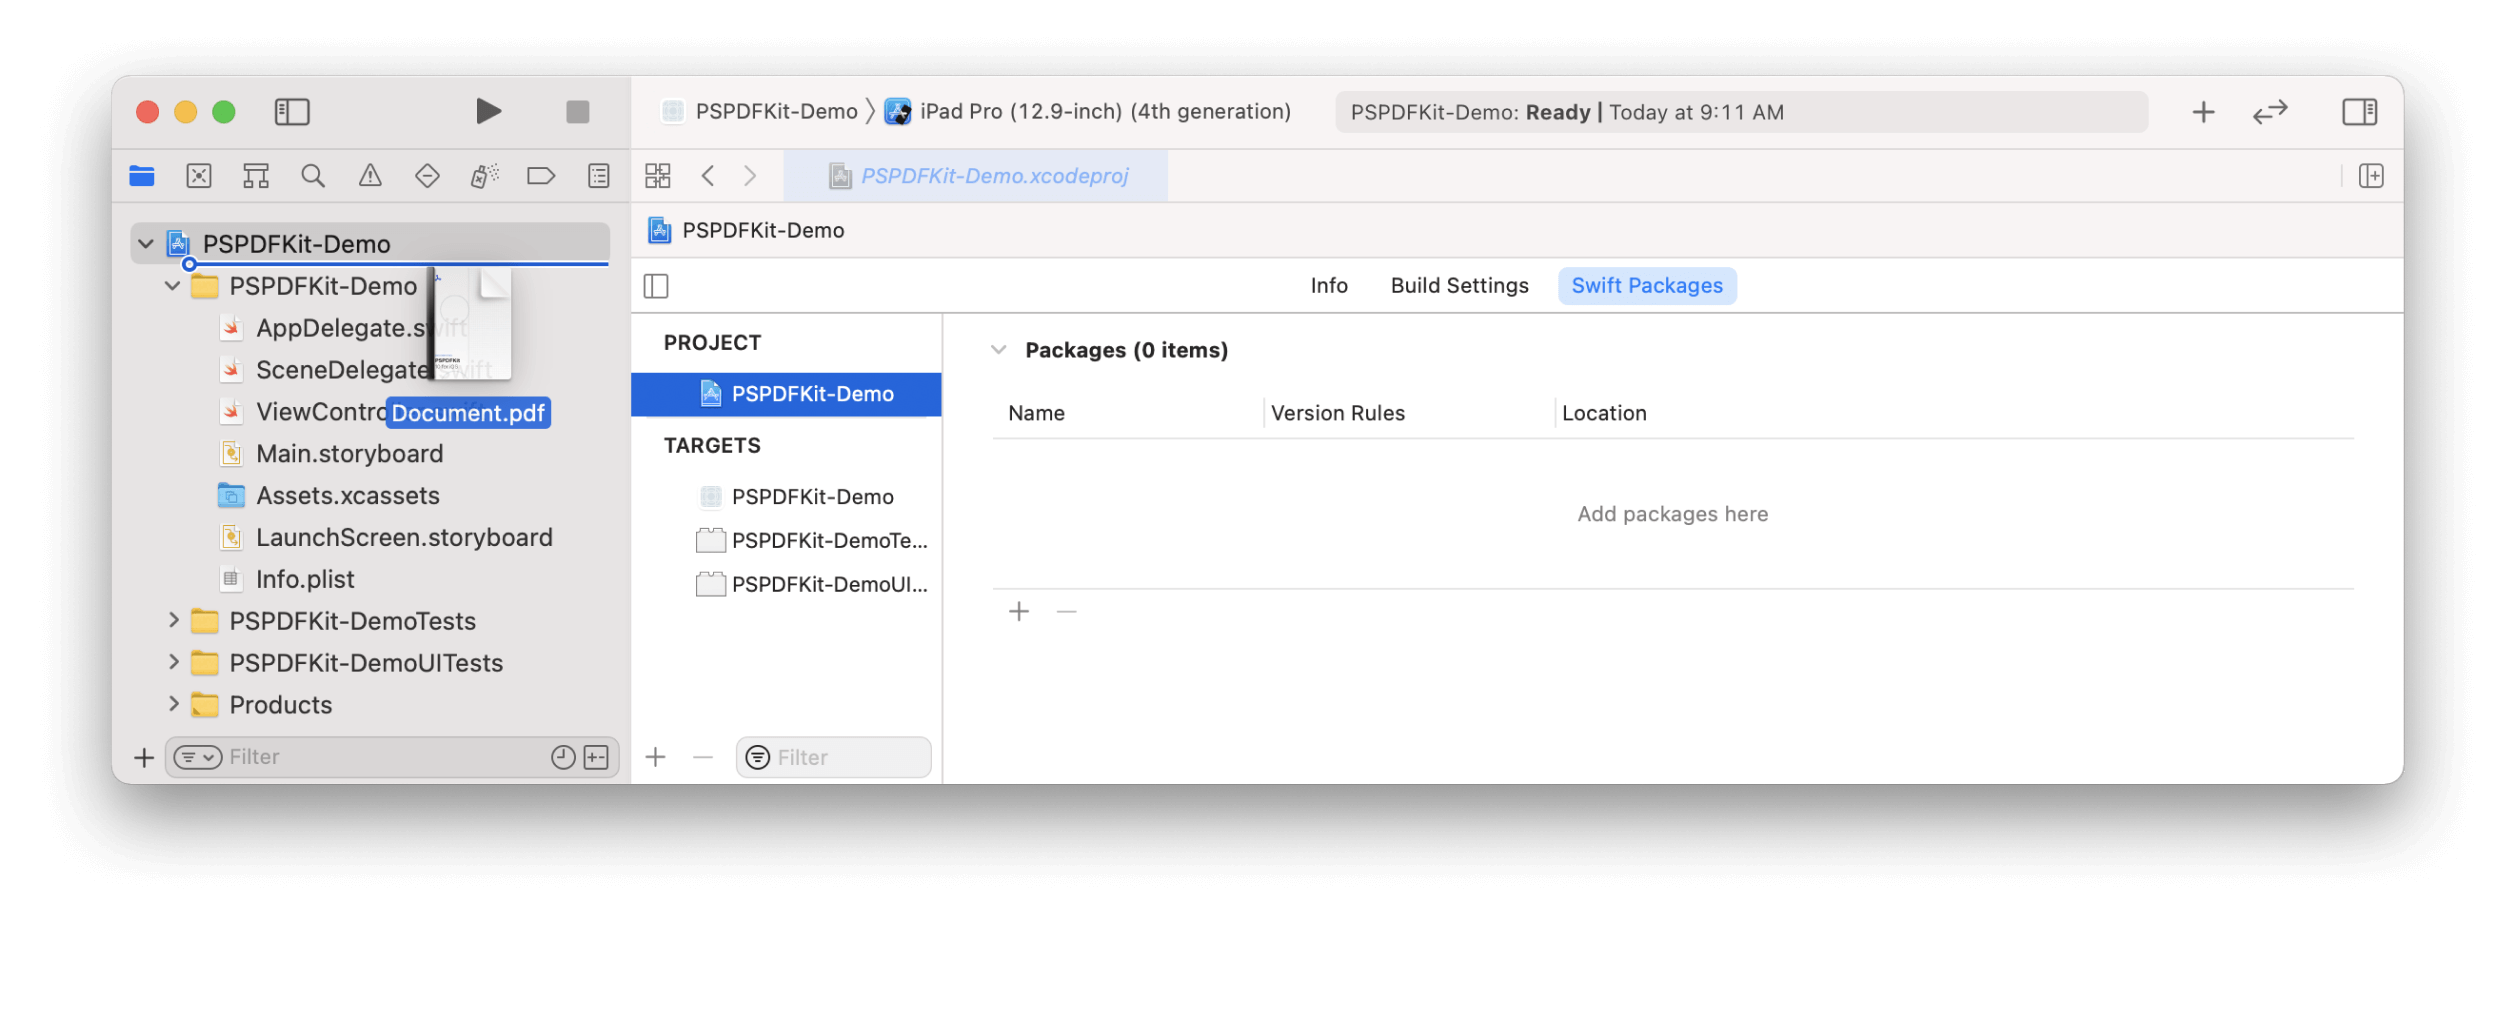 PSPDFKit-Demo
iPad Pro (12.9-inch) (4th generation)
PSPDFKit-Demo: Ready | Today at 9:11 AM
PSPDFKit-Demo.xcodeproj
PSPDFKit-Demo
PSPDFKit-Demo
AppDelegate.swift
SceneDelegate.swift
ViewContro
Document.pdf
Main.storyboard
Assets.xcassets
LaunchScreen.storyboard
Info.plist
PSPDFKit-DemoTests
PSPDFKit-DemoUITests
Products
Filter
PSPDFKit-Demo
Info
Build Settings
Swift Packages
PROJECT
PSPDFKit-Demo
TARGETS
PSPDFKit-Demo
PSPDFKit-DemoTe...
PSPDFKit-DemoUI...
Filter
Packages (0 items)
Name
Version Rules
Location
Add packages here
PSPDFKit